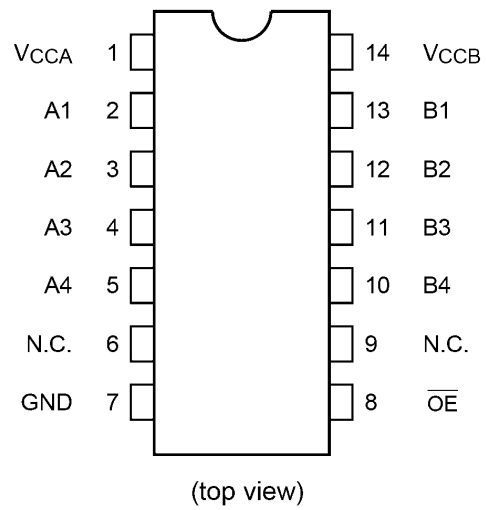 VCCA 1 14 VCCB
A1 2 13 B1
A2 3 12 B2
A3 4 11 B3
A4 5 10 B4
N.C. 6 9 N.C.
GND 7 8 O̅E̅
(top view)